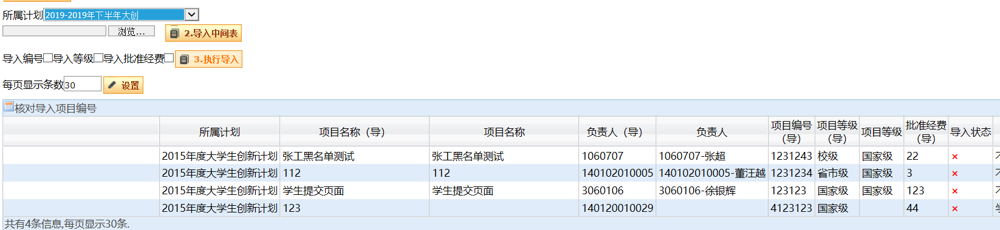 所属计划 2019-2019年下半年大创
浏览... 2.导入中间表
导入编号 导入等级 导入批准经费 3.执行导入
每页显示条数 30 设置
核对导入项目编号
所属计划 项目名称（导） 项目名称 负责人（导） 负责人 项目编号（导） 项目等级（导） 项目等级 批准经费（导） 导入状态
2015年度大学生创新计划 张工黑名单测试 张工黑名单测试 1060707 1060707-张超 1231243 校级 国家级 22 ×
2015年度大学生创新计划 112 112 140102010005 140102010005-董汪越 1231234 省市级 国家级 3 ×
2015年度大学生创新计划 学生提交页面 学生提交页面 3060106 3060106-徐银辉 123123 国家级 国家级 123 ×
2015年度大学生创新计划 123 140120010029 4123123 国家级 44 ×
共有4条信息,每页显示30条.